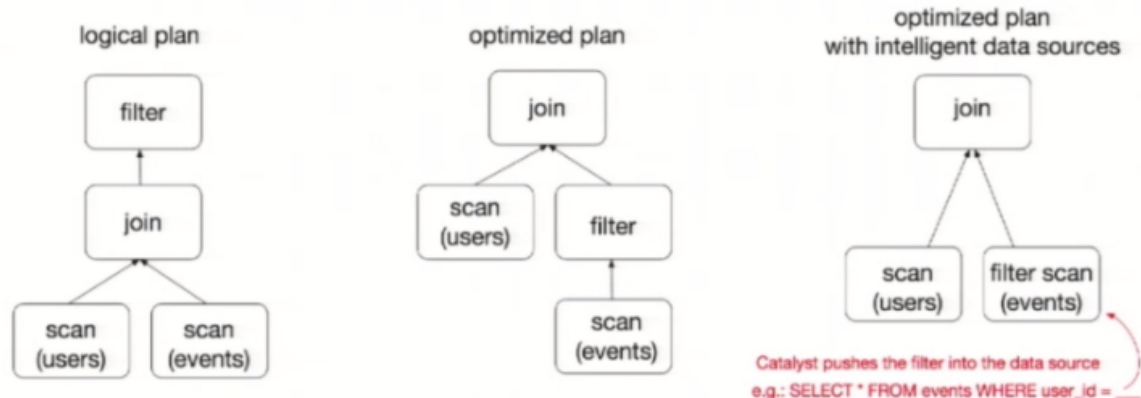 logical plan
filter
join
scan
(users)
scan
(events)
optimized plan
join
scan
(users)
filter
scan
(events)
optimized plan
with intelligent data sources
join
scan
(users)
filter scan
(events)
Catalyst pushes the filter into the data source
e.g.: SELECT * FROM events WHERE user_id = __